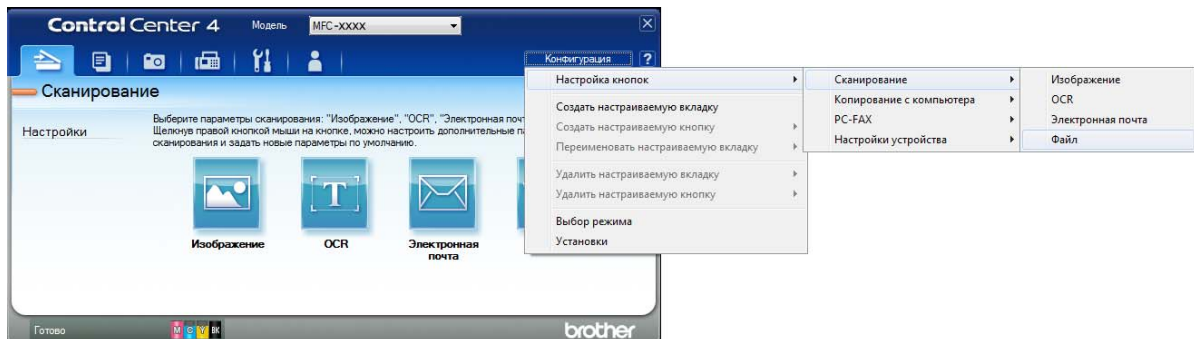 Control Center 4 Модель MFC-XXXX
Конфигурация ?
Сканирование
Настройки
Выберите параметры сканирования: "Изображение", "OCR", "Электронная
Щелкнув правой кнопкой мыши на кнопке, можно настроить дополнительные
сканирования и задать новые параметры по умолчанию.
Изображение
OCR
Электронная
почта
Готово
M C Y BK
brother
Настройка кнопок
Создать настраиваемую вкладку
Создать настраиваемую кнопку
Переименовать настраиваемую вкладку
Удалить настраиваемую вкладку
Удалить настраиваемую кнопку
Выбор режима
Установки
Сканирование
Копирование с компьютера
PC-FAX
Настройки устройства
Изображение
OCR
Электронная почта
Файл